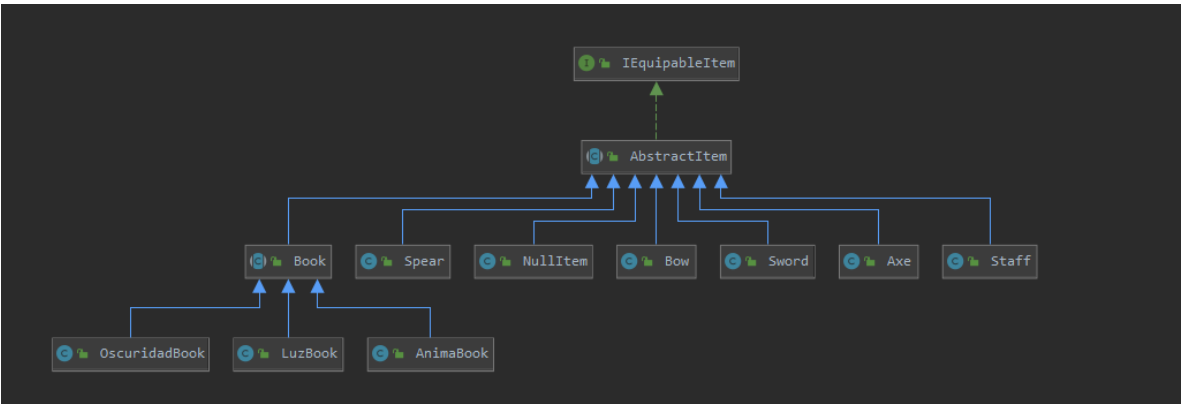 IEquipableItem
AbstractItem
Book
Spear
NullItem
Bow
Sword
Axe
Staff
OscuridadBook
LuzBook
AnimaBook